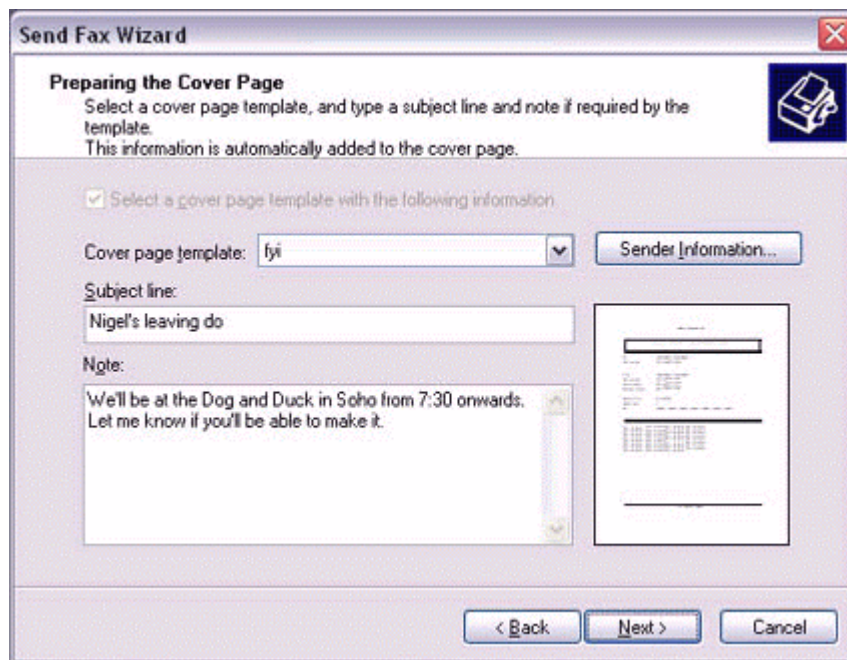 Send Fax Wizard
Preparing the Cover Page
Select a cover page template, and type a subject line and note if required by the
template.
This information is automatically added to the cover page.
Select a cover page template with the following information
Cover page template: fyi Sender Information...
Subject line:
Nigel's leaving do
Note:
We'll be at the Dog and Duck in Soho from 7:30 onwards.
Let me know if you'll be able to make it.
< Back Next > Cancel